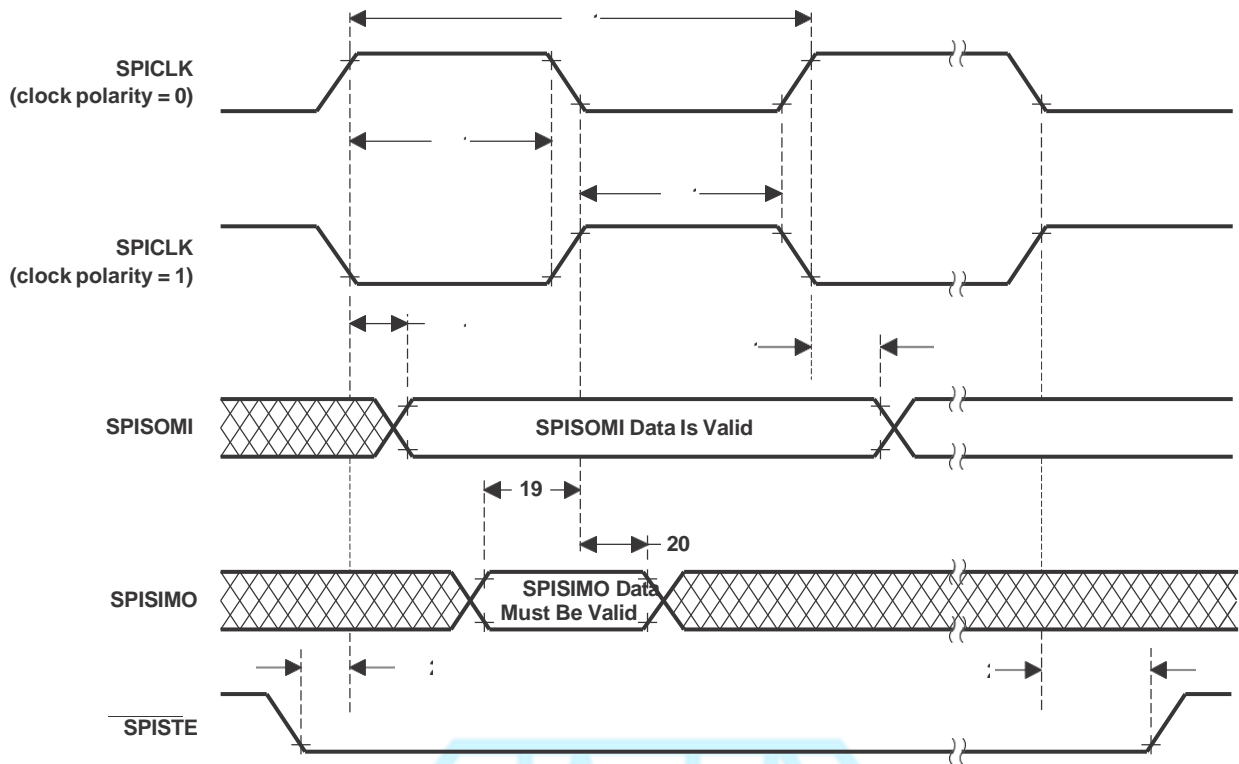 SPICLK
(clock polarity = 0)
SPICLK
(clock polarity = 1)
SPISOMI
SPISOMI Data Is Valid
19
20
SPISIMO
SPISIMO Data
Must Be Valid
SPISTE